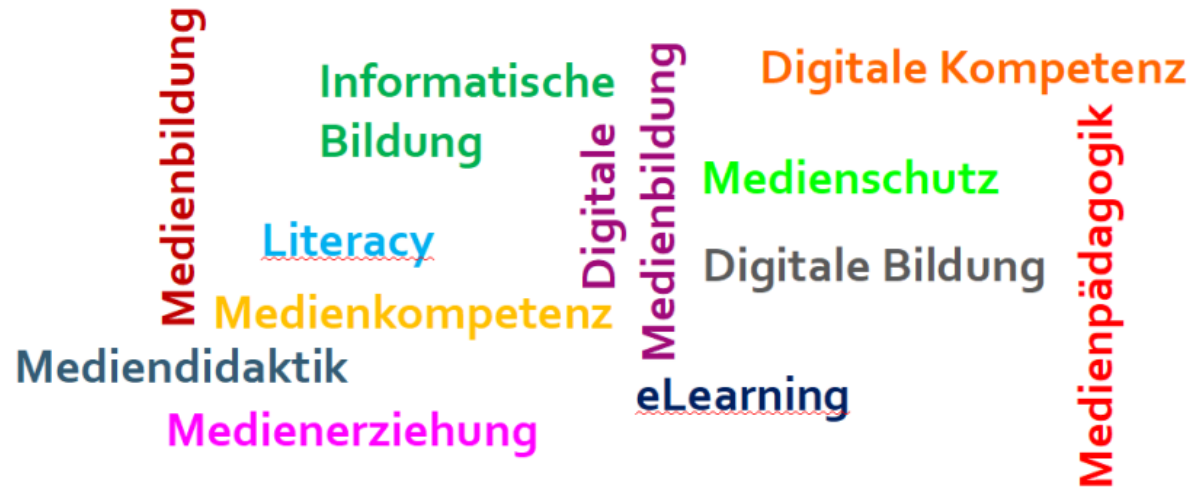 Medienbildung
Informatische
Bildung
Literacy
Medienkompetenz
Mediendidaktik
Medienerziehung
Digitale
Medienbildung
Digitale Kompetenz
Medienschutz
Digitale Bildung
eLearning
Medienpädagogik